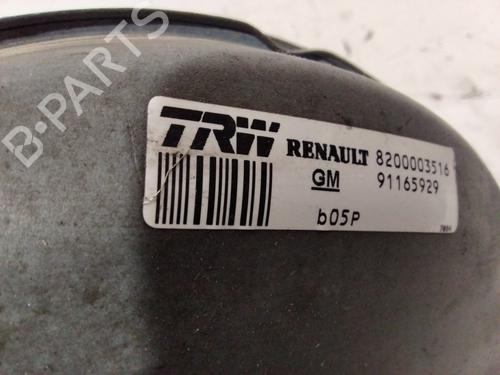 B-PARTS
TRW RENAULT 8200003516
GM 91165929
b05P